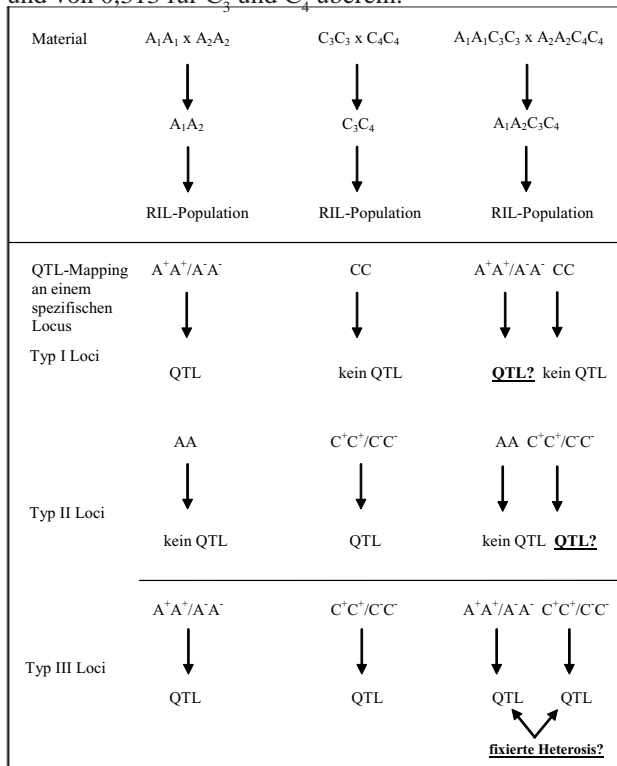 und von 0,313 für C₃ und C₄ überein.
Material A₁A₁ x A₂A₂ C₃C₃ x C₄C₄ A₁A₁C₃C₃ x A₂A₂C₄C₄
A₁A₂ C₃C₄ A₁A₂C₃C₄
RIL-Population RIL-Population RIL-Population
QTL-Mapping A⁺A⁺/A⁻A⁻ CC A⁺A⁺/A⁻A⁻ CC
an einem
spezifischen
Locus
Typ I Loci
QTL kein QTL QTL? kein QTL
AA C⁺C⁺/C⁻C⁻ AA C⁺C⁺/C⁻C⁻
Typ II Loci
kein QTL QTL kein QTL QTL?
A⁺A⁺/A⁻A⁻ C⁺C⁺/C⁻C⁻ A⁺A⁺/A⁻A⁻ C⁺C⁺/C⁻C⁻
Typ III Loci
QTL QTL QTL QTL
fixierte Heterosis?